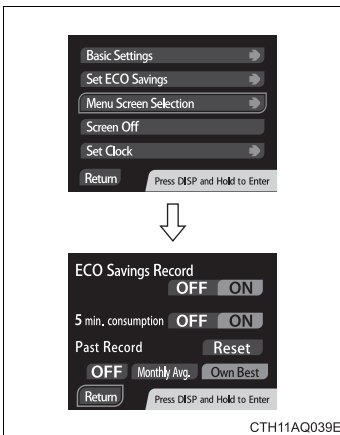 Basic Settings
Set ECO Savings
Menu Screen Selection
Screen Off
Set Clock
Return Press DISP and Hold to Enter
ECO Savings Record
OFF ON
5 min. consumption OFF ON
Past Record Reset
OFF Monthly Avg. Own Best
Return Press DISP and Hold to Enter
CTH11AQ039E